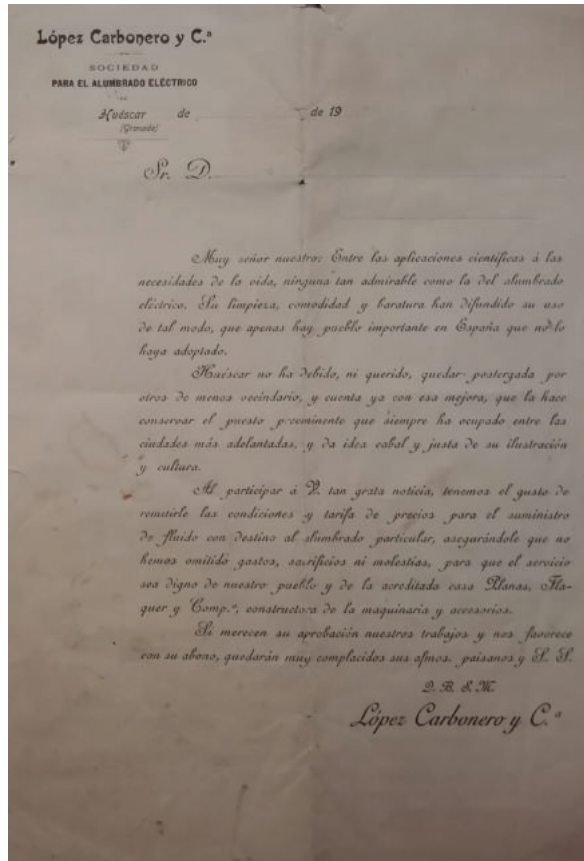 López Carbonero y C.ª
SOCIEDAD
PARA EL ALUMBRADO ELÉCTRICO
Huéscar de de 19
(Granada)
Sr. D.
Muy señor nuestro: Entre las aplicaciones científicas á las
necesidades de la vida, ninguna tan admirable como la del alumbrado
eléctrico. Su limpieza, comodidad y baratura han difundido su uso
de tal modo, que apenas hay pueblo importante en España que no lo
haya adoptado.
Huéscar no ha debido, ni querido, quedar postergada por
otros de menos vecindario, y cuenta ya con esa mejora, que la hace
conservar el puesto preeminente que siempre ha ocupado entre las
ciudades más adelantadas, y da idea cabal y justa de su ilustración
y cultura.
Al participar á V. tan grata noticia, tenemos el gusto de
remitirle las condiciones y tarifa de precios para el suministro
de fluido con destino al alumbrado particular, asegurándole que no
hemos omitido gastos, sacrificios ni molestias, para que el servicio
sea digno de nuestro pueblo y de la acreditada casa Planas, Fla-
quer y Comp.ª, constructora de la maquinaria y accesorios.
Si merecen su aprobación nuestros trabajos y nos favorece
con su abono, quedarán muy complacidos sus afmos. paisanos y S. S.
Q. B. S. M.
López Carbonero y C.ª